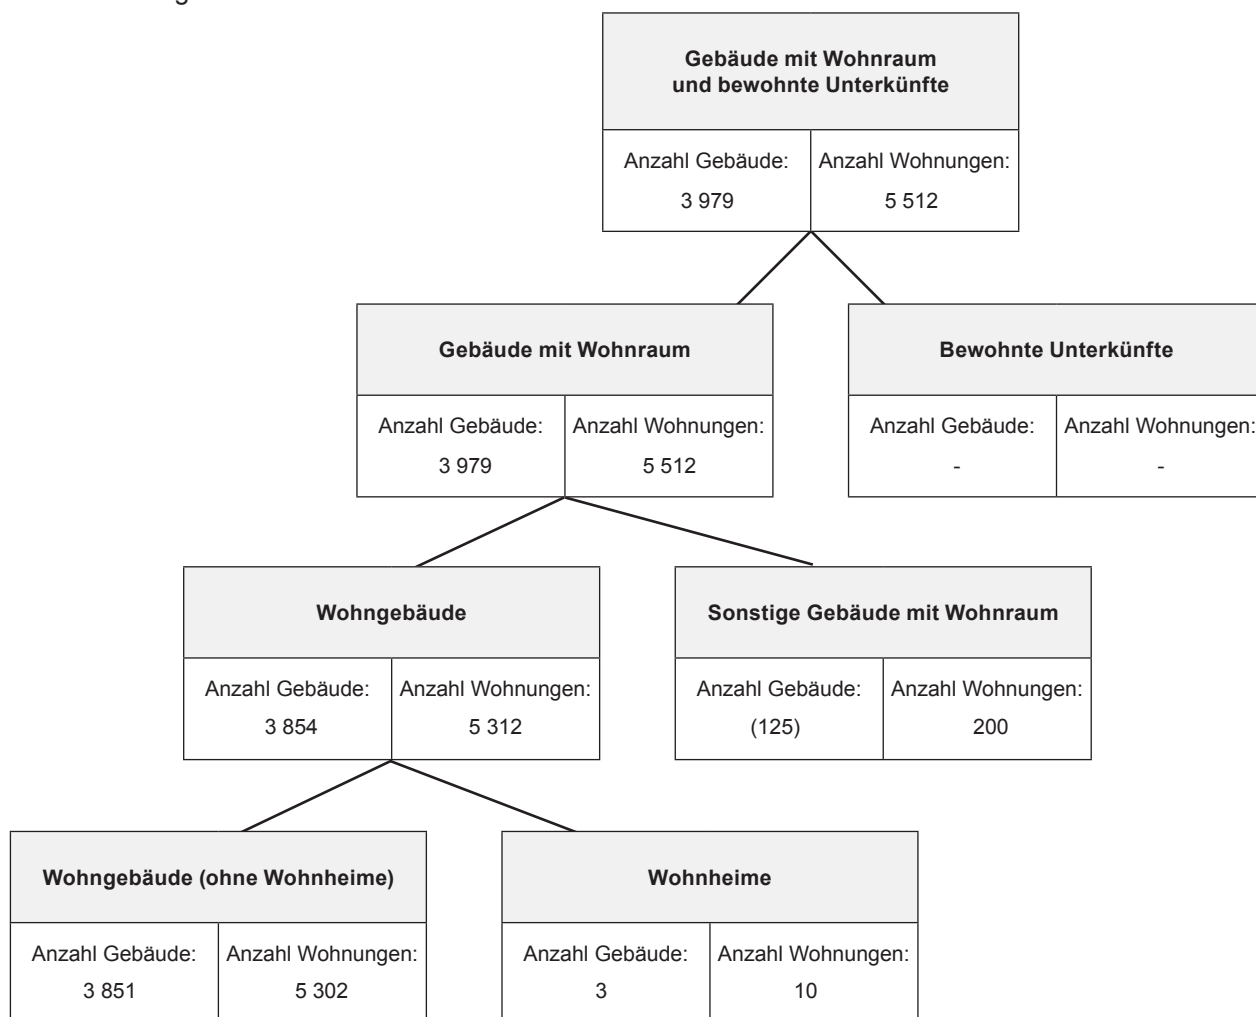 Gebäude mit Wohnraum
und bewohnte Unterkünfte
Anzahl Gebäude:
3 979
Anzahl Wohnungen:
5 512
Gebäude mit Wohnraum
Anzahl Gebäude:
3 979
Anzahl Wohnungen:
5 512
Bewohnte Unterkünfte
Anzahl Gebäude:
-
Anzahl Wohnungen:
-
Wohngebäude
Anzahl Gebäude:
3 854
Anzahl Wohnungen:
5 312
Sonstige Gebäude mit Wohnraum
Anzahl Gebäude:
(125)
Anzahl Wohnungen:
200
Wohngebäude (ohne Wohnheime)
Anzahl Gebäude:
3 851
Anzahl Wohnungen:
5 302
Wohnheime
Anzahl Gebäude:
3
Anzahl Wohnungen:
10